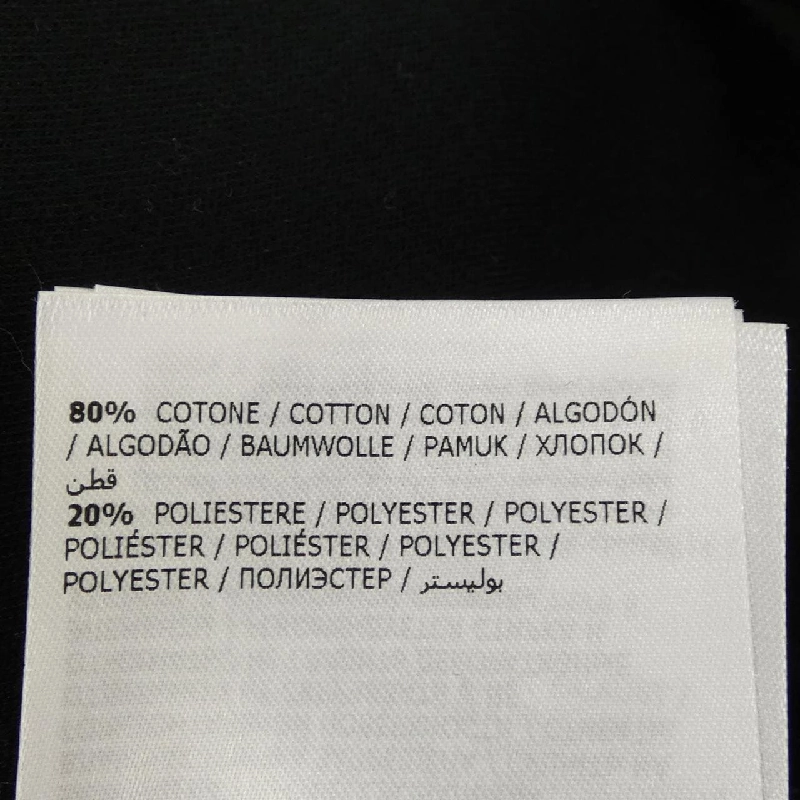 80% COTONE / COTTON / COTON / ALGODÓN
/ ALGODÃO / BAUMWOLLE / PAMUK / ХЛОПОК /
قطن
20% POLIESTERE / POLYESTER / POLYESTER /
POLIÉSTER / POLIÉSTER / POLYESTER /
POLYESTER / ПОЛИЭСТЕР / بوليستر